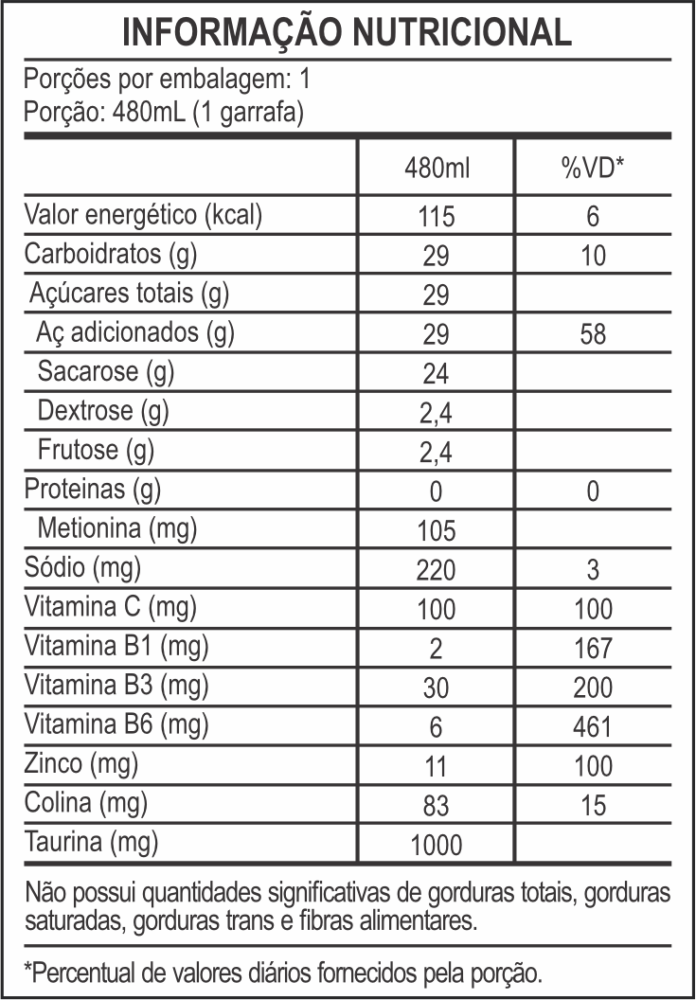 INFORMAÇÃO NUTRICIONAL
Porções por embalagem: 1
Porção: 480mL (1 garrafa)
480ml %VD*
Valor energético (kcal) 115 6
Carboidratos (g) 29 10
Açúcares totais (g) 29
Aç adicionados (g) 29 58
Sacarose (g) 24
Dextrose (g) 2,4
Frutose (g) 2,4
Proteinas (g) 0 0
Metionina (mg) 105
Sódio (mg) 220 3
Vitamina C (mg) 100 100
Vitamina B1 (mg) 2 167
Vitamina B3 (mg) 30 200
Vitamina B6 (mg) 6 461
Zinco (mg) 11 100
Colina (mg) 83 15
Taurina (mg) 1000
Não possui quantidades significativas de gorduras totais, gorduras
saturadas, gorduras trans e fibras alimentares.
*Percentual de valores diários fornecidos pela porção.